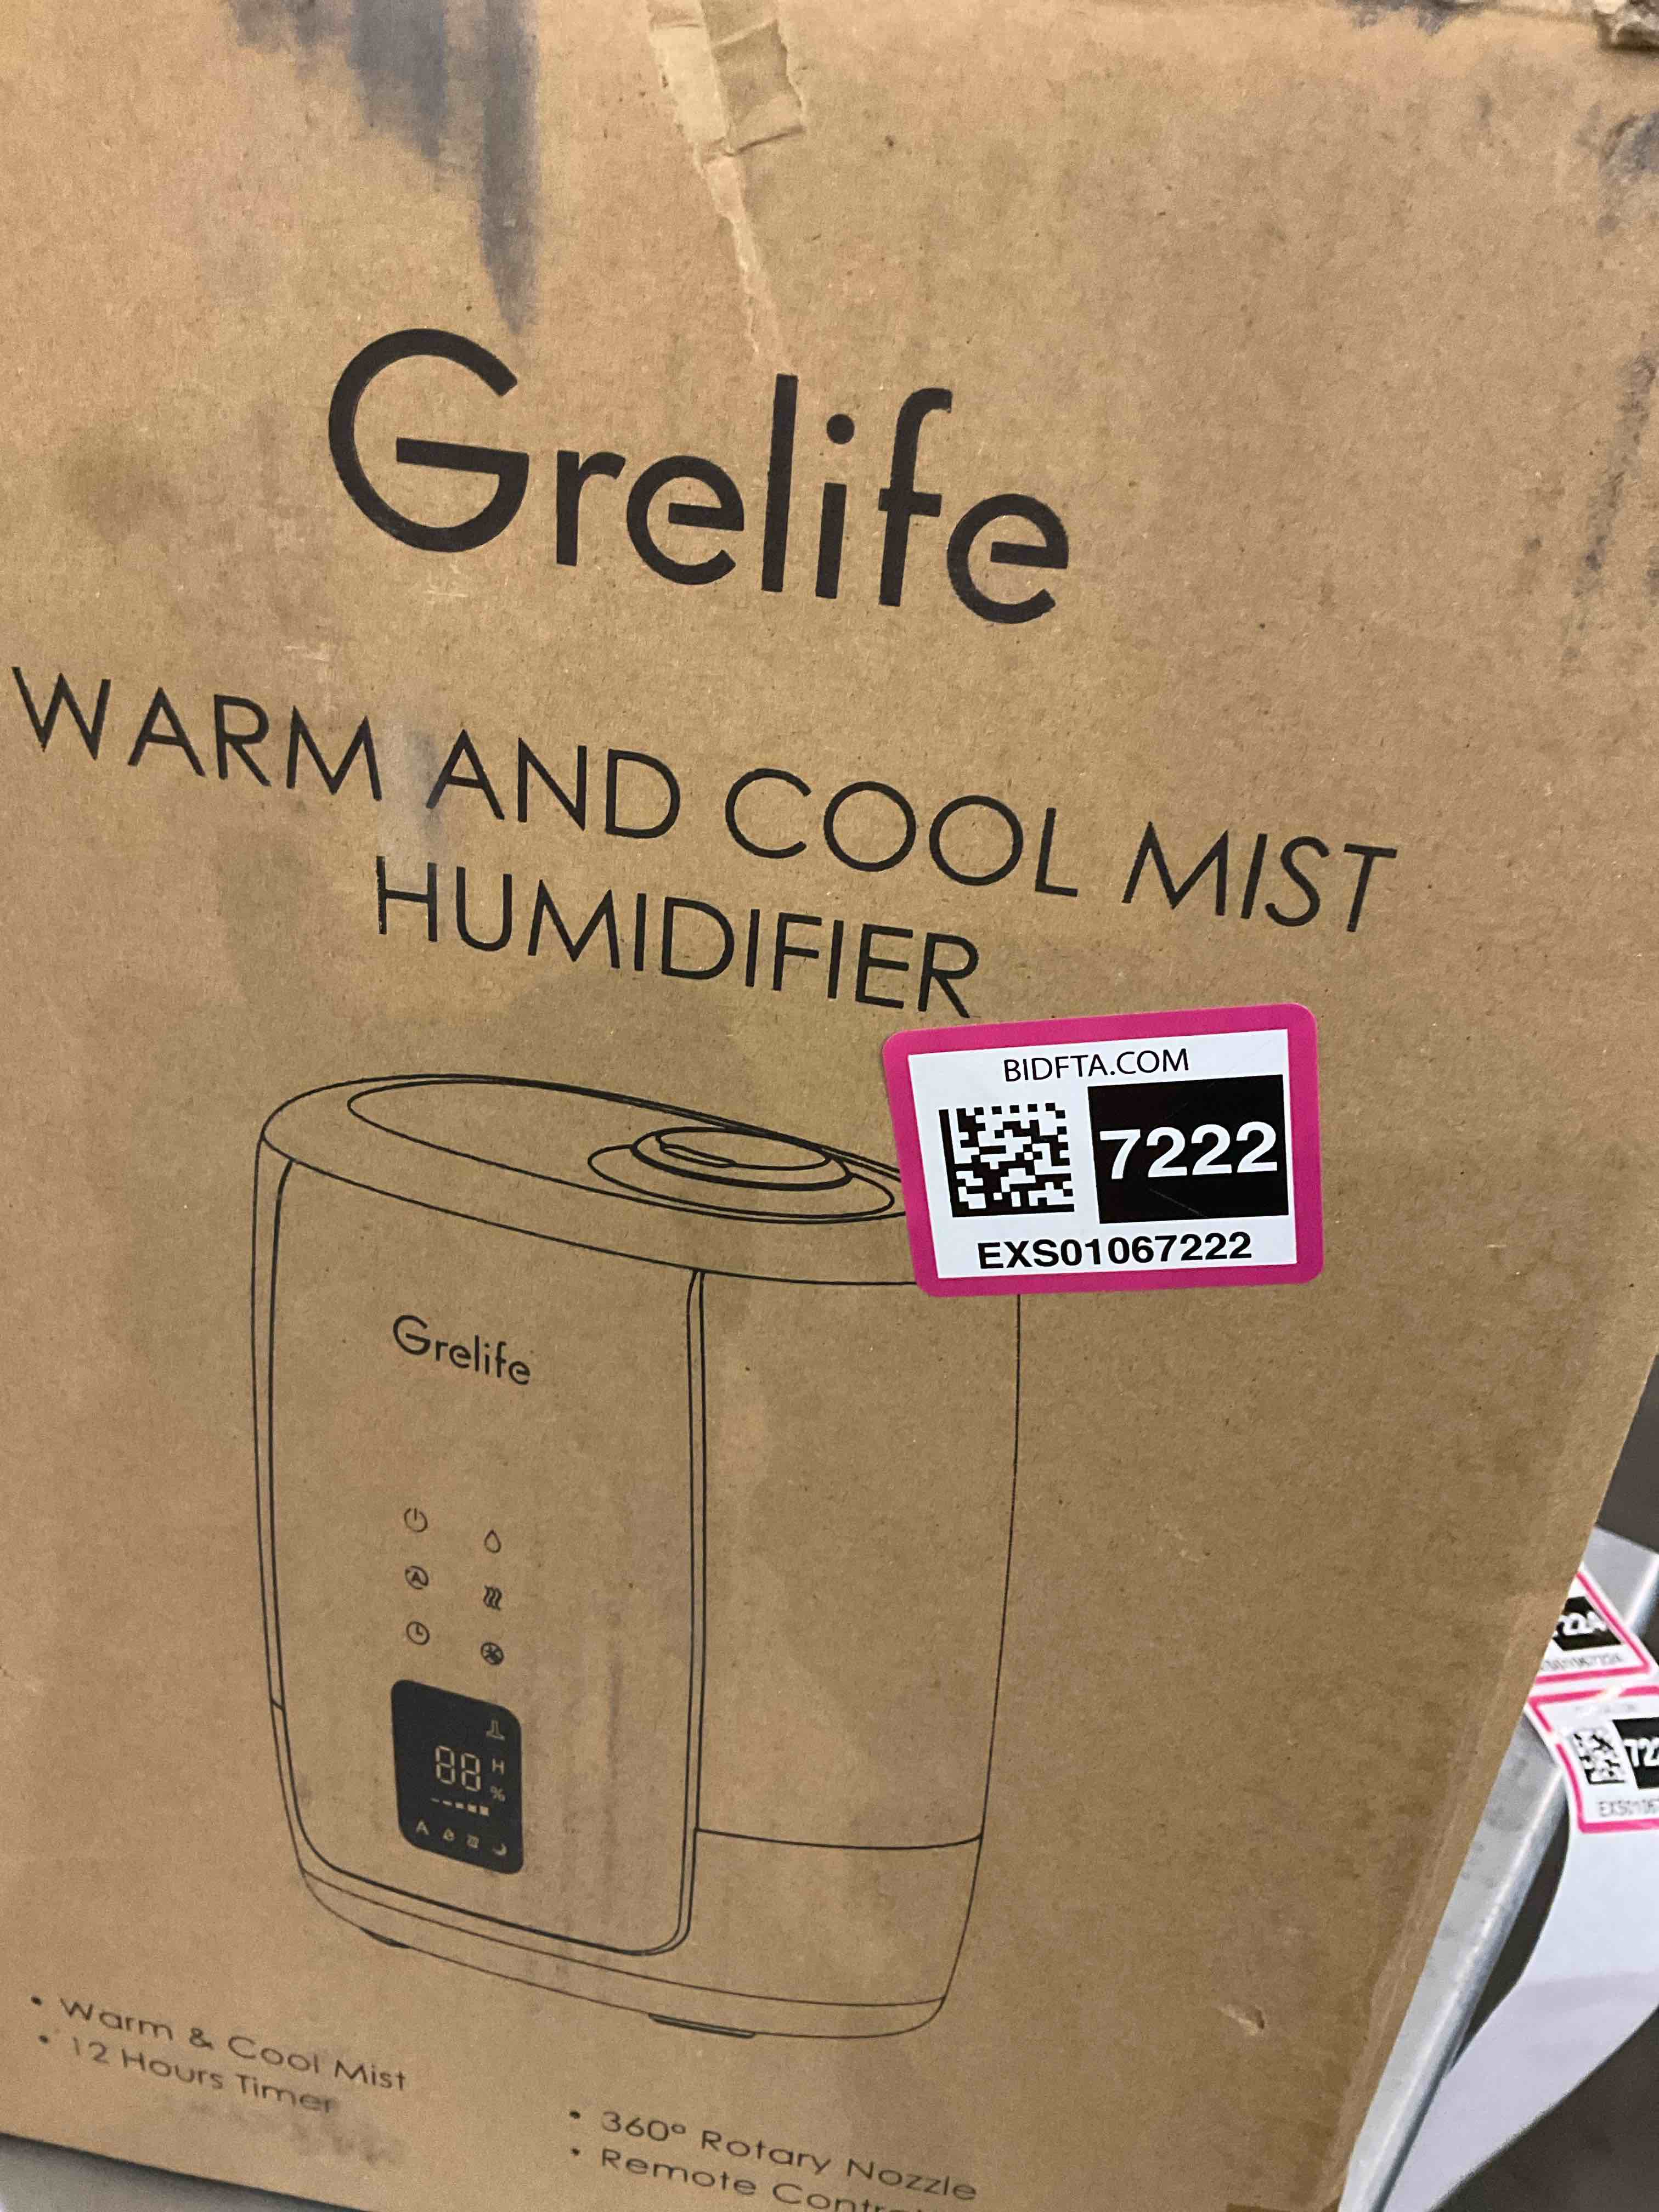 Grelife
WARM AND COOL MIST
HUMIDIFIER
BIDFTA.COM
7222
EXS01067222
Grelife
A
88 H
%
A
• Warm & Cool Mist
• 12 Hours Timer
• 360° Rotary Nozzle
• Remote